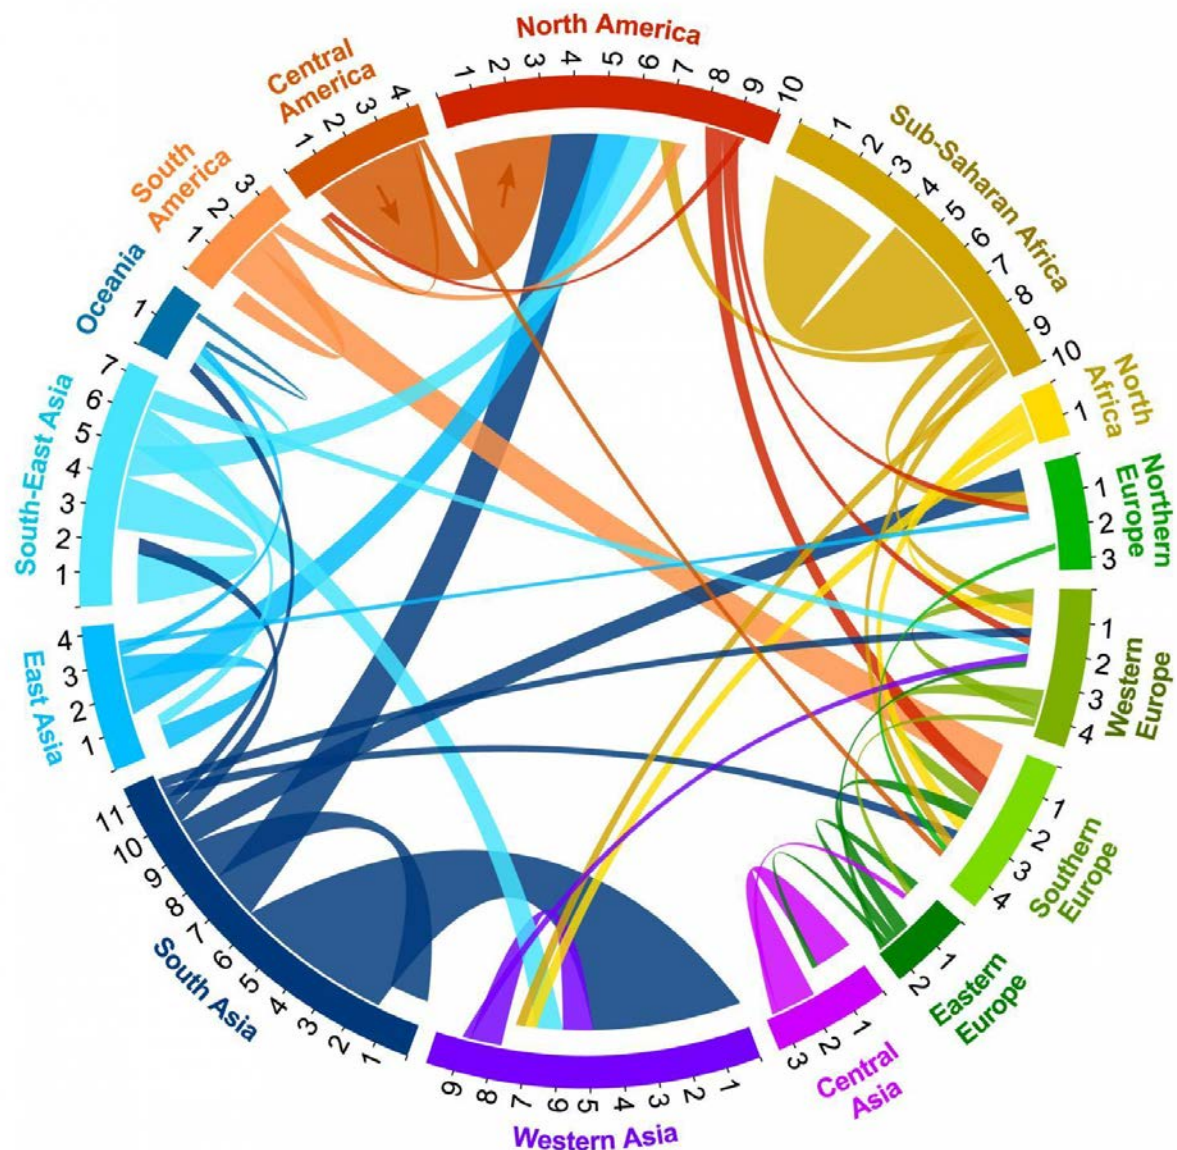 North America
1 2 3 4 5 6 7 8 9 10
Sub-Saharan Africa
1 2 3 4 5 6 7 8 9 10
North
Africa
1
Northern
Europe
1 2 3
Western
Europe
1 2 3 4
Southern
Europe
1 2 3 4
Eastern
Europe
1 2
Central
Asia
1 2 3
Western Asia
1 2 3 4 5 6 7 8 9
South Asia
1 2 3 4 5 6 7 8 9 10 11
East Asia
1 2 3 4
South-East Asia
1 2 3 4 5 6 7
Oceania
1
South
America
1 2 3
Central
America
1 2 3 4